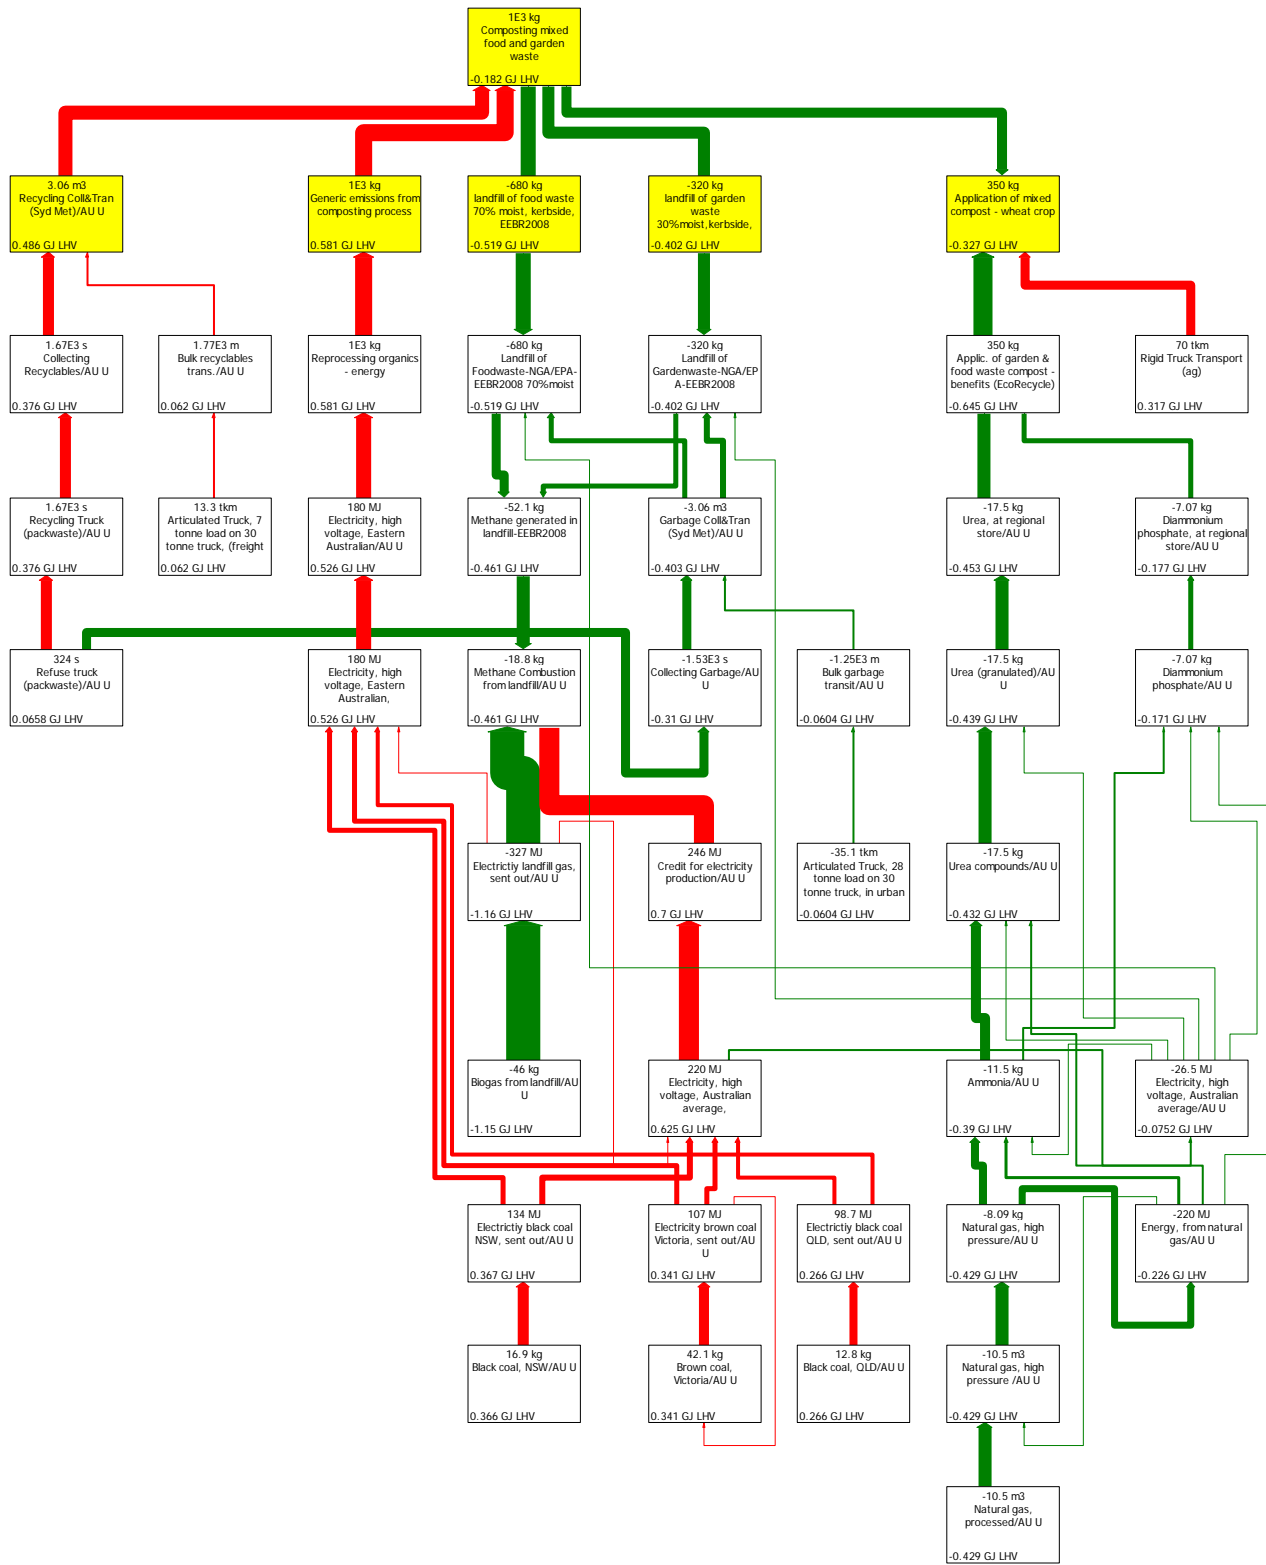 1E3 kg
Composting mixed
food and garden
waste
-0.182 GJ LHV
3.06 m3
Recycling Coll&Tran
(Syd Met)/AU U
0.486 GJ LHV
1E3 kg
Generic emissions from
composting process
0.581 GJ LHV
-680 kg
landfill of food waste
70% moist, kerbside,
EEBR2008
-0.519 GJ LHV
-320 kg
landfill of garden
waste
30%moist,kerbside,
-0.402 GJ LHV
350 kg
Application of mixed
compost - wheat crop
-0.327 GJ LHV
1.67E3 s
Collecting
Recyclables/AU U
0.376 GJ LHV
1.77E3 m
Bulk recyclables
trans./AU U
0.062 GJ LHV
1E3 kg
Reprocessing organics
- energy
0.581 GJ LHV
-680 kg
Landfill of
Foodwaste-NGA/EPA-
EEBR2008 70%moist
-0.519 GJ LHV
-320 kg
Landfill of
Gardenwaste-NGA/EP
A-EEBR2008
-0.402 GJ LHV
350 kg
Applic. of garden &
food waste compost -
benefits (EcoRecycle)
-0.645 GJ LHV
70 tkm
Rigid Truck Transport
(ag)
0.317 GJ LHV
1.67E3 s
Recycling Truck
(packwaste)/AU U
0.376 GJ LHV
13.3 tkm
Articulated Truck, 7
tonne load on 30
tonne truck, (freight
0.062 GJ LHV
180 MJ
Electricity, high
voltage, Eastern
Australian/AU U
0.526 GJ LHV
-52.1 kg
Methane generated in
landfill-EEBR2008
-0.461 GJ LHV
-3.06 m3
Garbage Coll&Tran
(Syd Met)/AU U
-0.403 GJ LHV
-17.5 kg
Urea, at regional
store/AU U
-0.453 GJ LHV
-7.07 kg
Diammonium
phosphate, at regional
store/AU U
-0.177 GJ LHV
324 s
Refuse truck
(packwaste)/AU U
0.0658 GJ LHV
180 MJ
Electricity, high
voltage, Eastern
Australian,
0.526 GJ LHV
-18.8 kg
Methane Combustion
from landfill/AU U
-0.461 GJ LHV
-1.53E3 s
Collecting Garbage/AU
U
-0.31 GJ LHV
-1.25E3 m
Bulk garbage
transit/AU U
-0.0604 GJ LHV
-17.5 kg
Urea (granulated)/AU
U
-0.439 GJ LHV
-7.07 kg
Diammonium
phosphate/AU U
-0.171 GJ LHV
-327 MJ
Electrictiy landfill gas,
sent out/AU U
-1.16 GJ LHV
246 MJ
Credit for electricity
production/AU U
0.7 GJ LHV
-35.1 tkm
Articulated Truck, 28
tonne load on 30
tonne truck, in urban
-0.0604 GJ LHV
-17.5 kg
Urea compounds/AU U
-0.432 GJ LHV
-46 kg
Biogas from landfill/AU
U
-1.15 GJ LHV
220 MJ
Electricity, high
voltage, Australian
average,
0.625 GJ LHV
-11.5 kg
Ammonia/AU U
-0.39 GJ LHV
-26.5 MJ
Electricity, high
voltage, Australian
average/AU U
-0.0752 GJ LHV
134 MJ
Electrictiy black coal
NSW, sent out/AU U
0.367 GJ LHV
107 MJ
Electricity brown coal
Victoria, sent out/AU
U
0.341 GJ LHV
98.7 MJ
Electrictiy black coal
QLD, sent out/AU U
0.266 GJ LHV
-8.09 kg
Natural gas, high
pressure/AU U
-0.429 GJ LHV
-220 MJ
Energy, from natural
gas/AU U
-0.226 GJ LHV
16.9 kg
Black coal, NSW/AU U
0.366 GJ LHV
42.1 kg
Brown coal,
Victoria/AU U
0.341 GJ LHV
12.8 kg
Black coal, QLD/AU U
0.266 GJ LHV
-10.5 m3
Natural gas, high
pressure /AU U
-0.429 GJ LHV
-10.5 m3
Natural gas,
processed/AU U
-0.429 GJ LHV